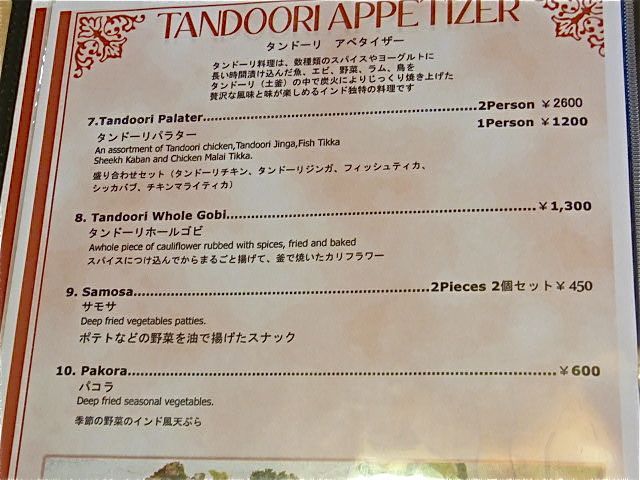 TANDOORI APPETIZER
タンドーリ アペタイザー
タンドーリ料理は、数種類のスパイスやヨーグルトに
長い時間漬け込んだ魚、エビ、野菜、ラム、鳥を
タンドーリ（土釜）の中で炭火によりじっくり焼き上げた
贅沢な風味と味が楽しめるインド独特の料理です
7.Tandoori Palater...2Person ¥2600
タンドーリパラター 1Person ¥1200
An assortment of Tandoori chicken,Tandoori Jinga,Fish Tikka
Sheekh Kaban and Chicken Malai Tikka.
盛り合わせセット（タンドーリチキン、タンドーリジンガ、フィッシュティカ、
シッカバブ、チキンマライティカ）
8. Tandoori Whole Gobi...¥1,300
タンドーリホールゴビ
Awhole piece of cauliflower rubbed with spices, fried and baked
スパイスにつけ込んでからまるごと揚げて、釜で焼いたカリフラワー
9. Samosa...2Pieces 2個セット¥450
サモサ
Deep fried vegetables patties.
ポテトなどの野菜を油で揚げたスナック
10. Pakora...¥600
パコラ
Deep fried seasonal vegetables.
季節の野菜のインド風天ぷら